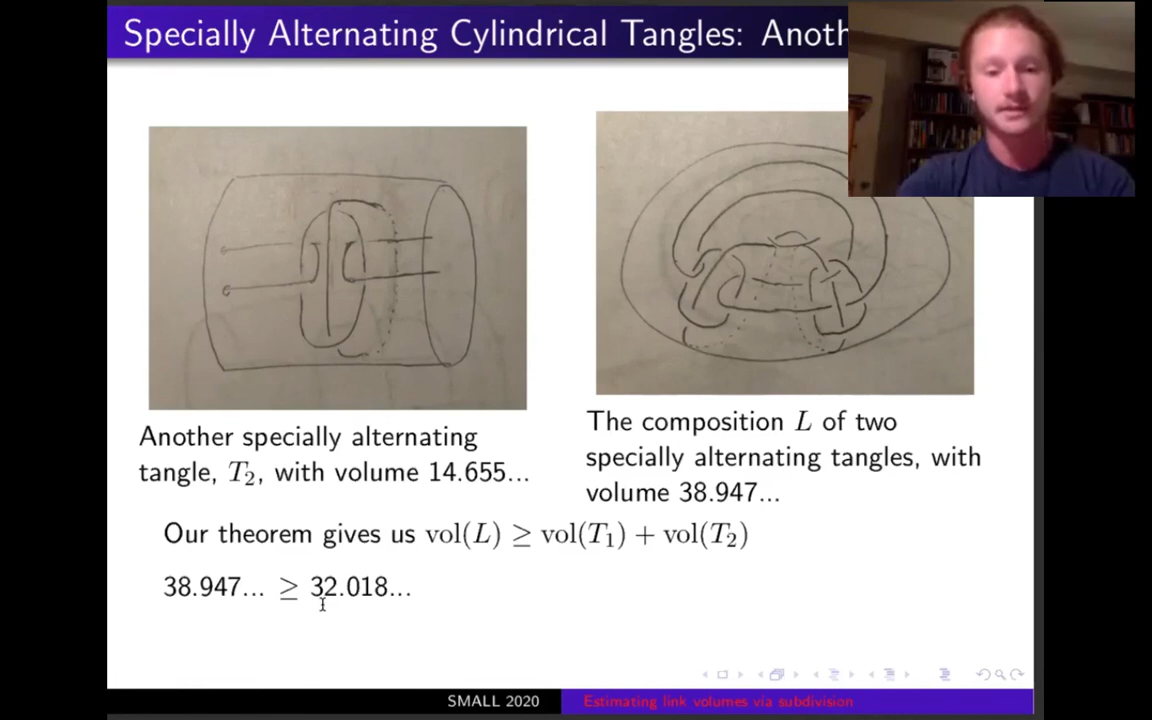 Specially Alternating Cylindrical Tangles: Anoth
Another specially alternating
tangle, T₂, with volume 14.655...
The composition L of two
specially alternating tangles, with
volume 38.947...
Our theorem gives us vol(L) ≥ vol(T₁) + vol(T₂)
38.947... ≥ 32.018...
SMALL 2020
Estimating link volumes via subdivision